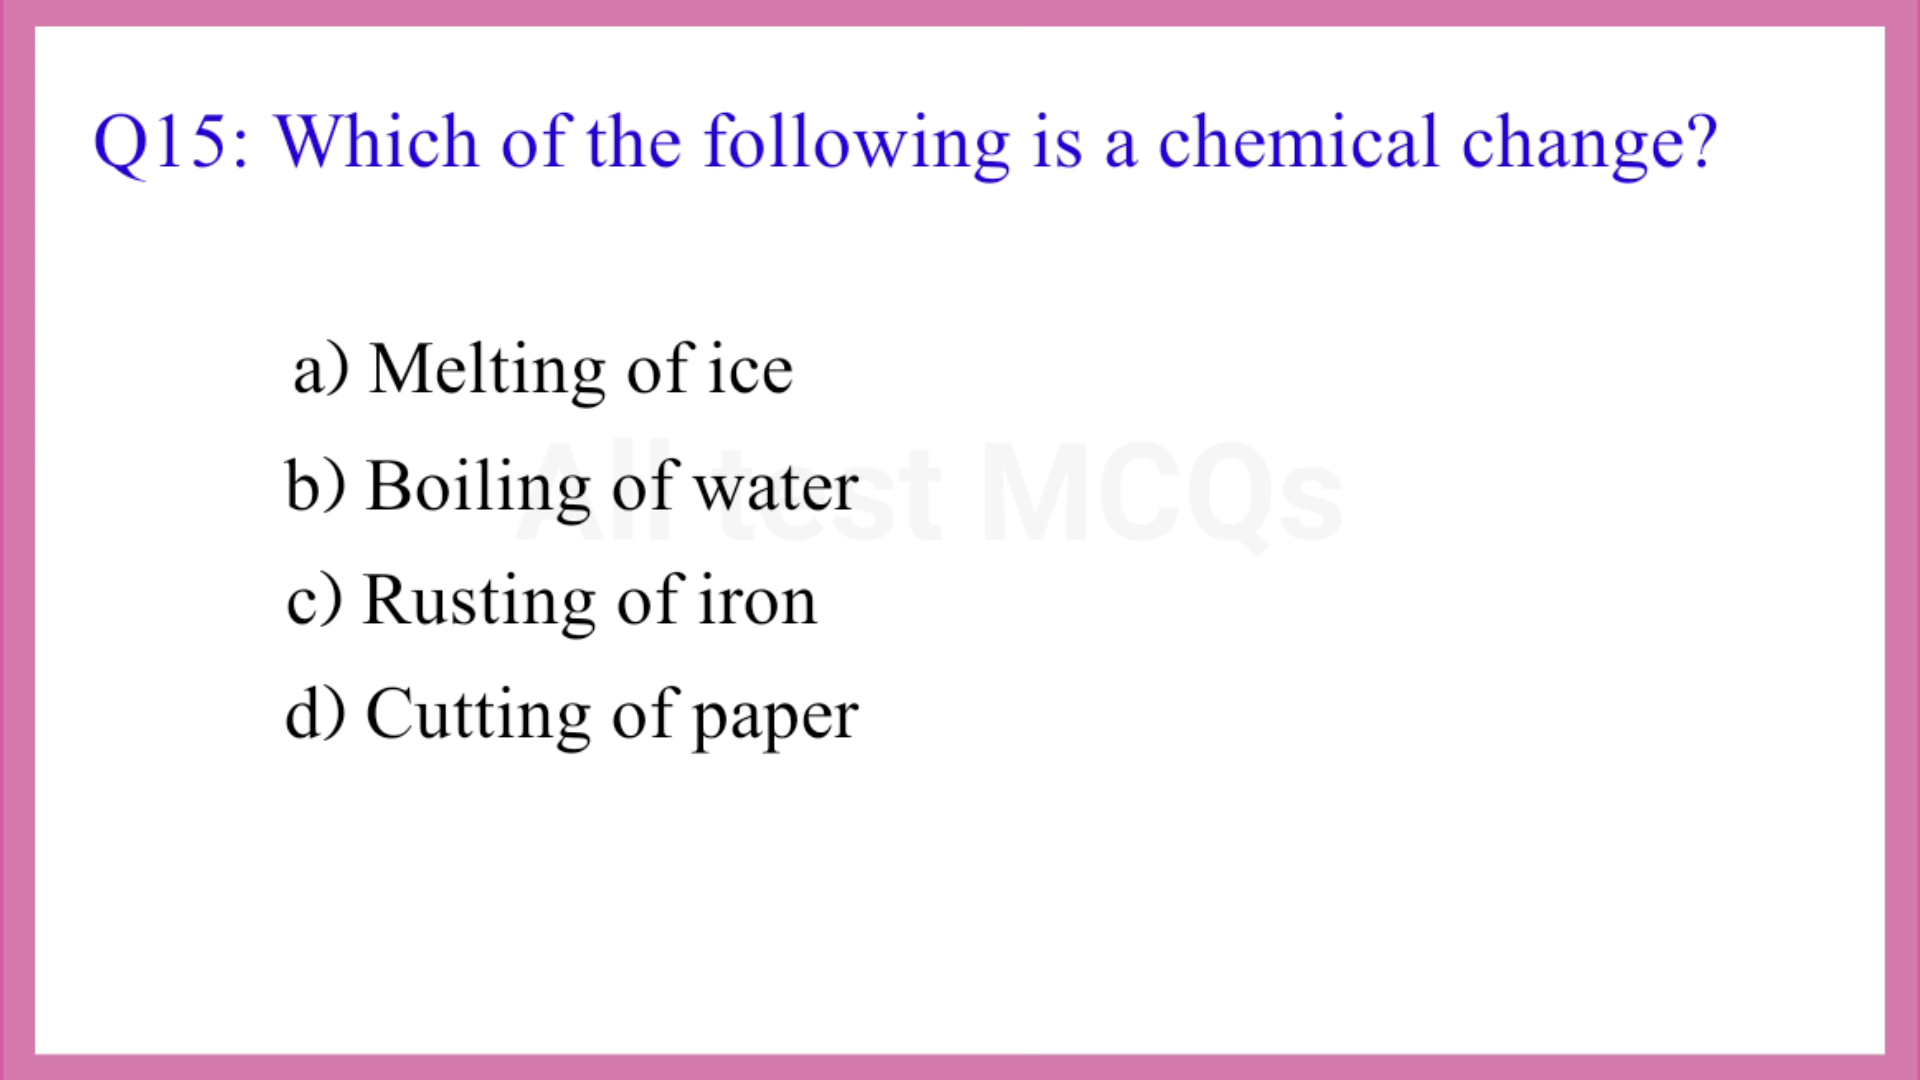 Q15: Which of the following is a chemical change?
a) Melting of ice
b) Boiling of water
All test MCQs
c) Rusting of iron
d) Cutting of paper